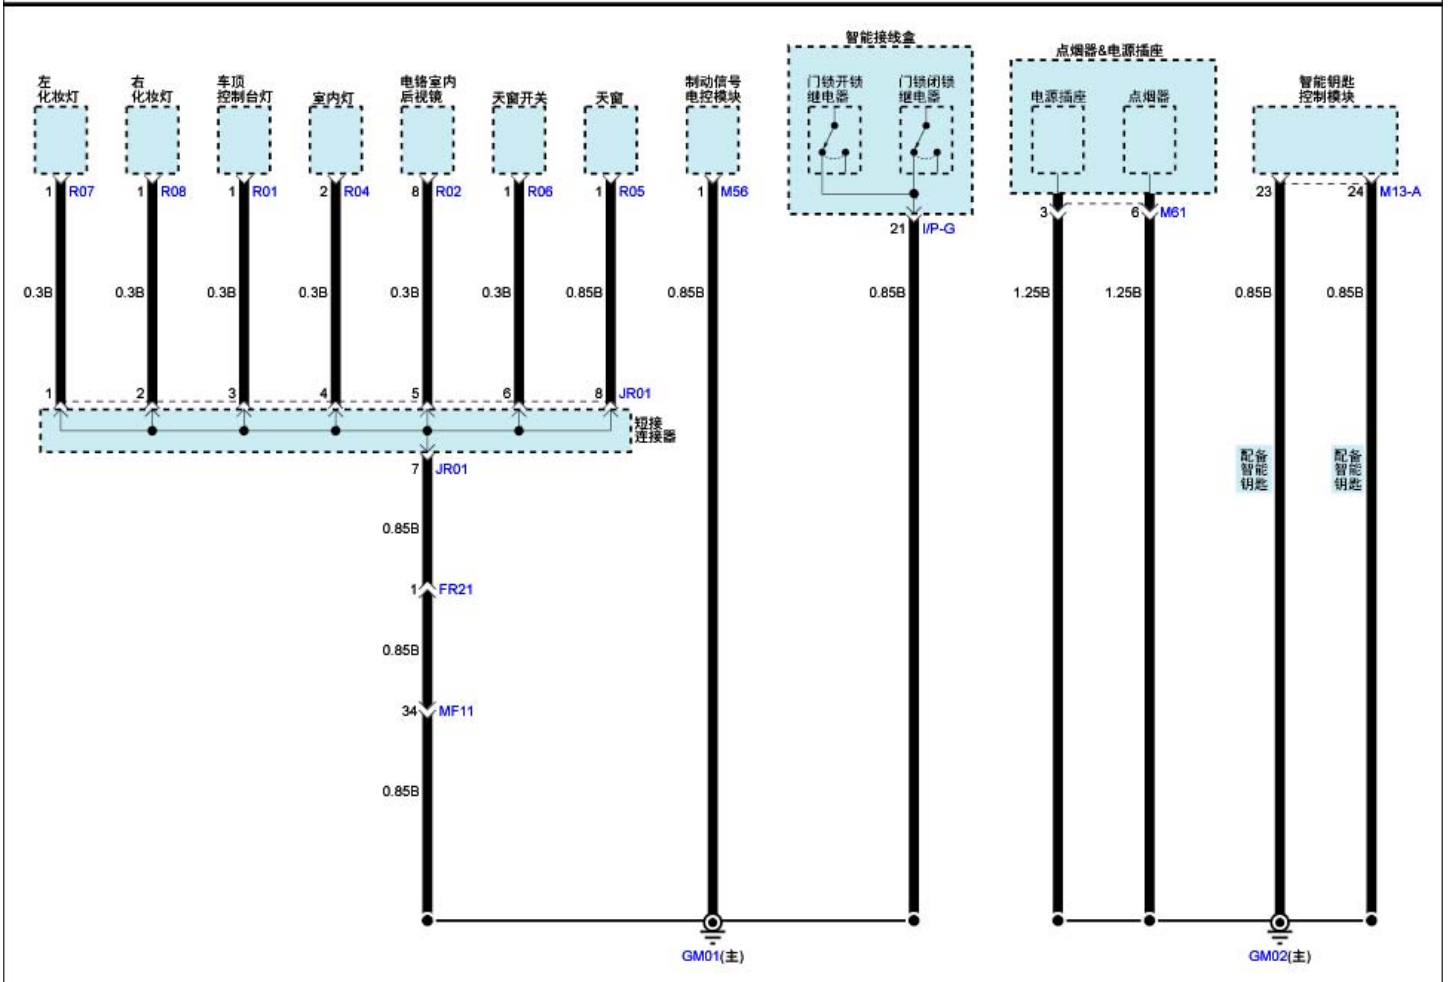 智能接线盒
点烟器&电源插座
左
化妆灯
右
化妆灯
车顶
控制台灯
室内灯
电铬室内
后视镜
天窗开关
天窗
制动信号
电控模块
门锁开锁
继电器
门锁闭锁
继电器
电源插座
点烟器
智能钥匙
控制模块
1 R07
1 R08
1 R01
2 R04
8 R02
1 R06
1 R05
1 M56
23
24 M13-A
3
6 M61
21 I/P-G
0.3B
0.3B
0.3B
0.3B
0.3B
0.3B
0.85B
0.85B
0.85B
1.25B
1.25B
0.85B
0.85B
1
2
3
4
5
6
8 JR01
短接
连接器
7 JR01
配备
智能
钥匙
配备
智能
钥匙
0.85B
1 FR21
0.85B
34 MF11
0.85B
GM01(主)
GM02(主)